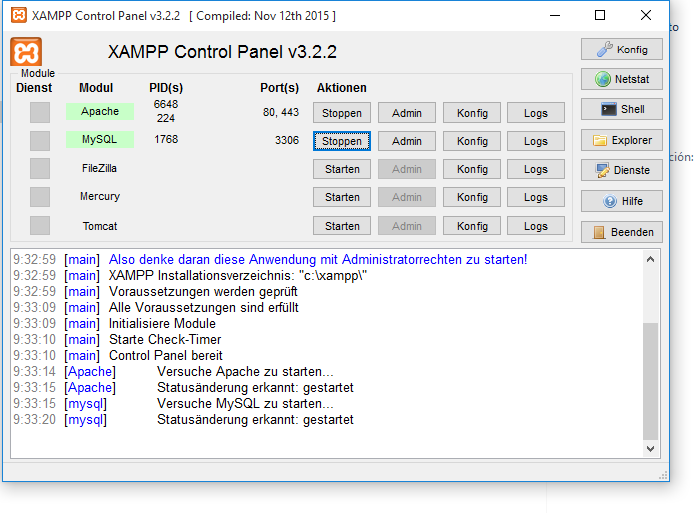 XAMPP Control Panel v3.2.2 [ Compiled: Nov 12th 2015 ]
XAMPP Control Panel v3.2.2
Konfig
Module
Dienst Modul PID(s) Port(s) Aktionen
Netstat
Apache 6648 224 80, 443 Stoppen Admin Konfig Logs
Shell
MySQL 1768 3306 Stoppen Admin Konfig Logs
Explorer
FileZilla Starten Admin Konfig Logs
Dienste
Mercury Starten Admin Konfig Logs
Hilfe
Tomcat Starten Admin Konfig Logs
Beenden
9:32:59 [main] Also denke daran diese Anwendung mit Administratorrechten zu starten!
9:32:59 [main] XAMPP Installationsverzeichnis: "c:\xampp\"
9:32:59 [main] Voraussetzungen werden geprüft
9:33:09 [main] Alle Voraussetzungen sind erfüllt
9:33:09 [main] Initialisiere Module
9:33:10 [main] Starte Check-Timer
9:33:10 [main] Control Panel bereit
9:33:14 [Apache] Versuche Apache zu starten...
9:33:15 [Apache] Statusänderung erkannt: gestartet
9:33:15 [mysql] Versuche MySQL zu starten...
9:33:20 [mysql] Statusänderung erkannt: gestartet